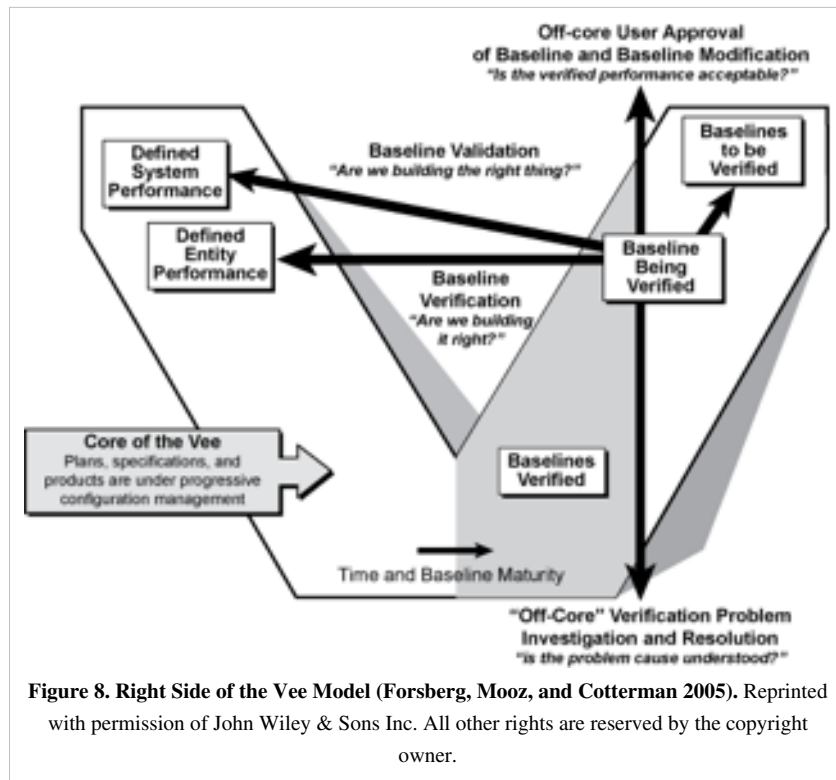 Off-core User Approval
of Baseline and Baseline Modification
"Is the verified performance acceptable?"
Defined
System
Performance
Baseline Validation
"Are we building the right thing?"
Baselines
to be
Verified
Defined
Entity
Performance
Baseline
Being
Verified
Baseline
Verification
"Are we building
it right?"
Core of the Vee
Plans, specifications, and
products are under progressive
configuration management
Baselines
Verified
Time and Baseline Maturity
"Off-Core" Verification Problem
Investigation and Resolution
"is the problem cause understood?"
Figure 8. Right Side of the Vee Model (Forsberg, Mooz, and Cotterman 2005). Reprinted
with permission of John Wiley & Sons Inc. All other rights are reserved by the copyright
owner.